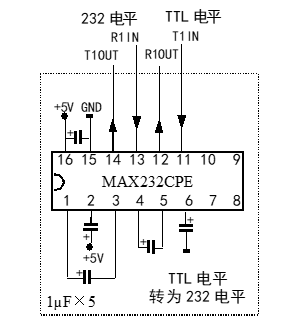 232 电平 TTL 电平
R1IN T1IN
T1OUT R1OUT
+5V GND
+
16 15 14 13 12 11 10 9
MAX232CPE
1 2 3 4 5 6 7 8
+ + +
+5V
+
TTL 电平
1μF×5 转为 232 电平